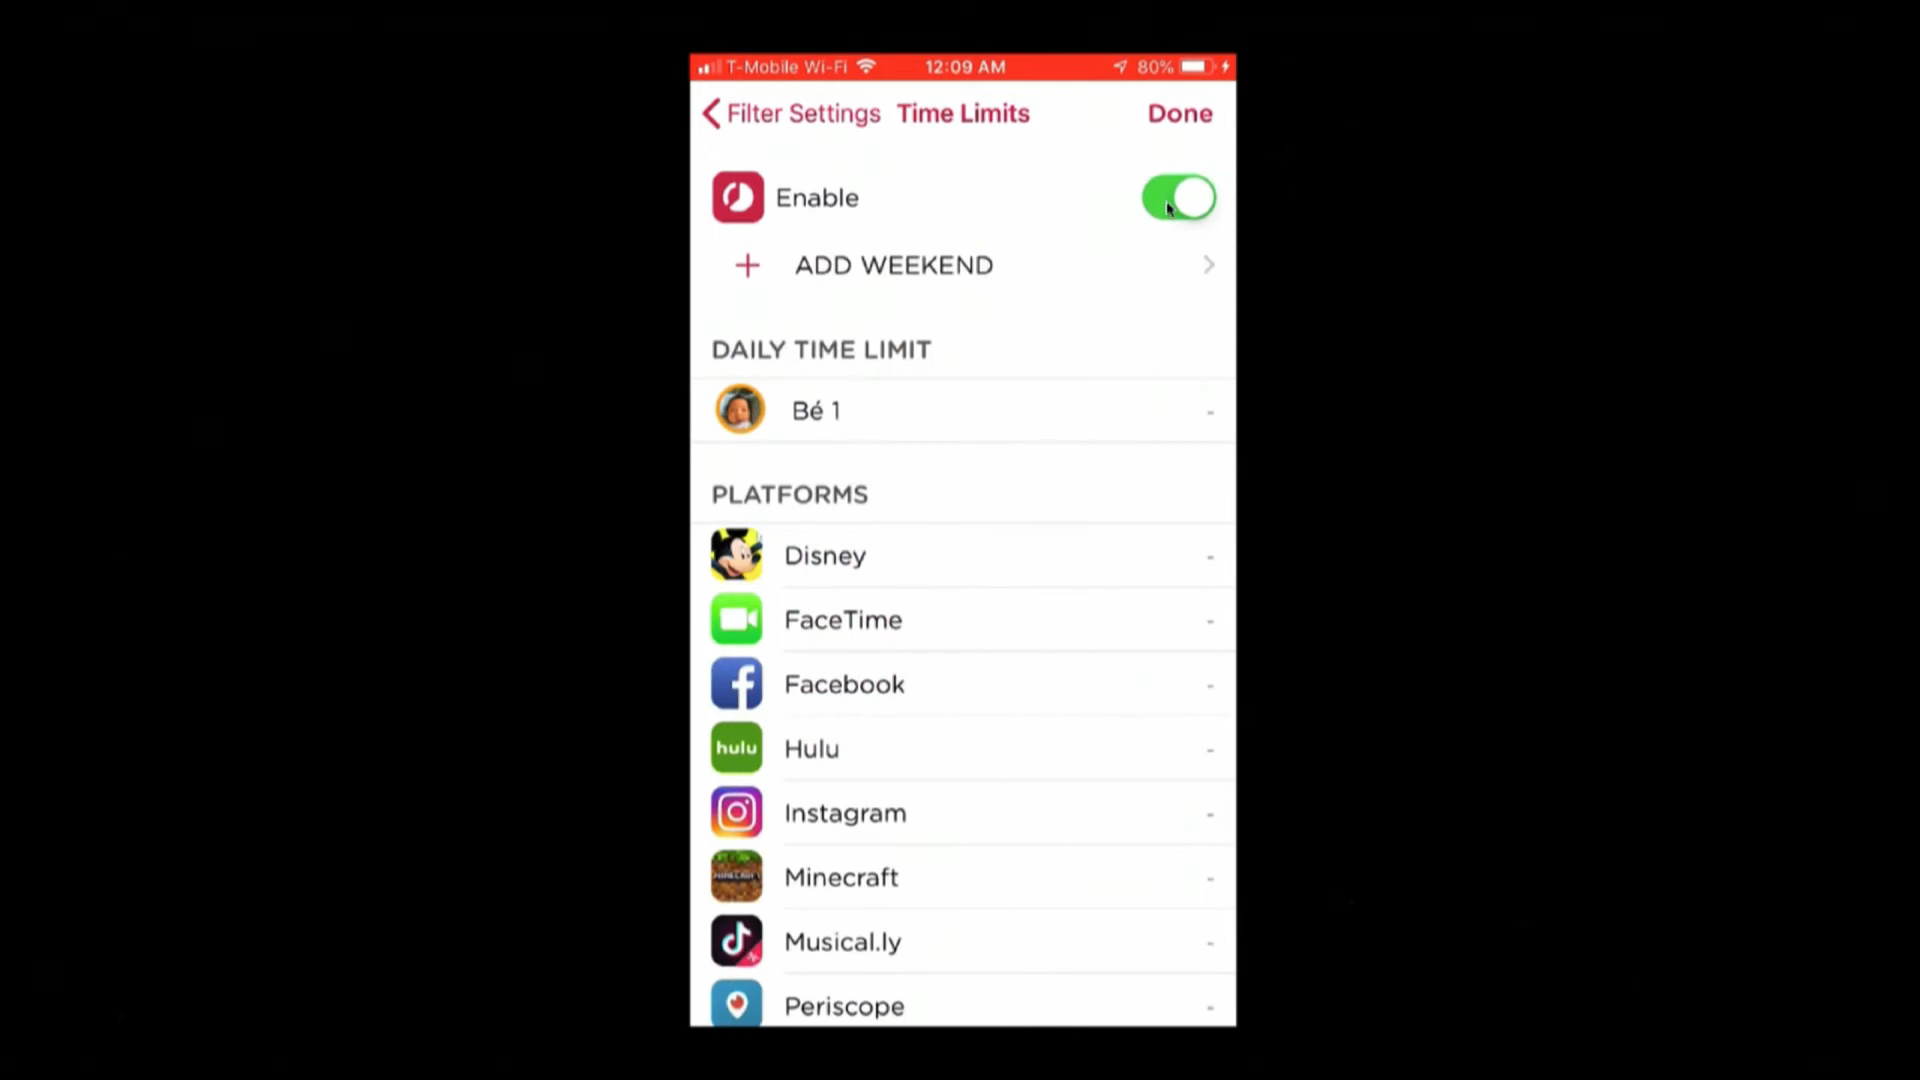 T-Mobile Wi-Fi 12:09 AM 80%
Filter Settings Time Limits Done
Enable
ADD WEEKEND
DAILY TIME LIMIT
Bé 1 -
PLATFORMS
Disney -
FaceTime -
Facebook -
hulu Hulu -
Instagram -
MINECRAFT Minecraft -
Musical.ly -
Periscope -